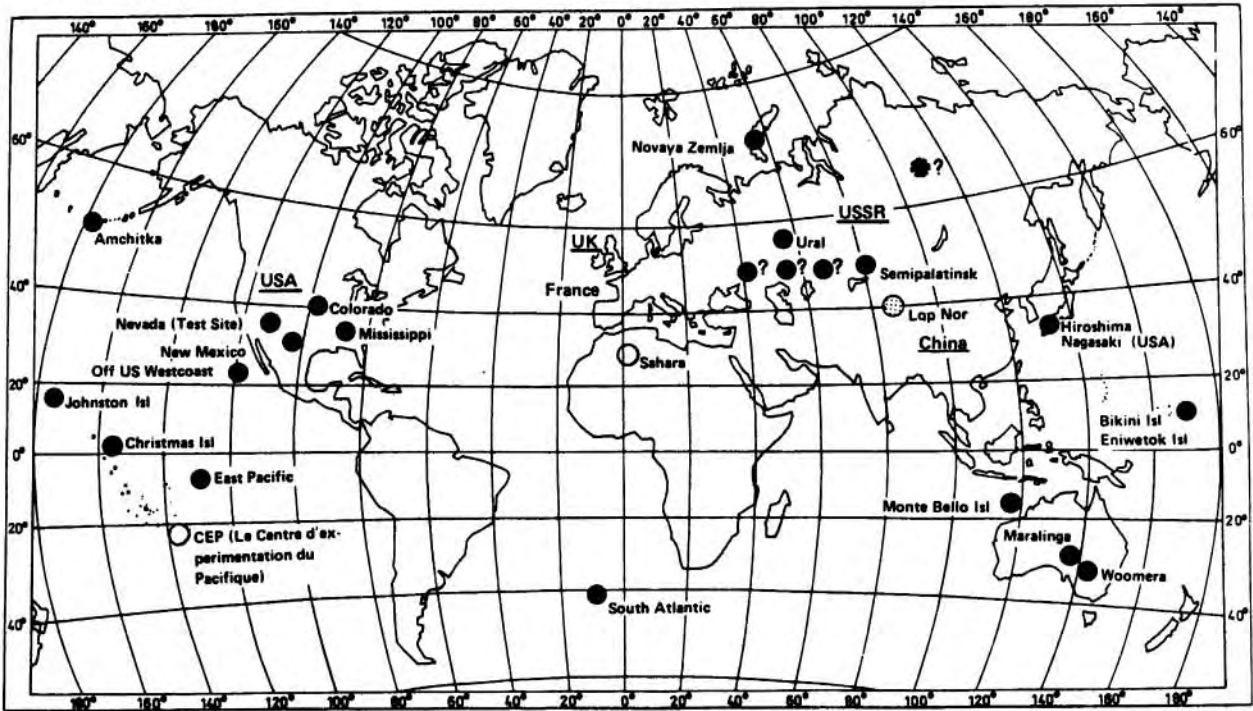 140° 160° 180° 160° 140° 120° 100° 80° 60° 40° 20° 0° 20° 40° 60° 80° 100° 120° 140° 160° 180° 160° 140°
60°
60°
Novaya Zemlja
?
USSR
Amchitka
UK
Ural
? ? ?
Semipalatinsk
USA
France
40°
40°
Colorado
Lop Nor
Nevada (Test Site)
Mississippi
China
Hiroshima
Nagasaki (USA)
New Mexico
Sahara
Off US Westcoast
20°
20°
Johnston Isl
Bikini Isl
Eniwetok Isl
Christmas Isl
0°
0°
East Pacific
Monte Bello Isl
20°
20°
CEP (Le Centre d'ex-
perimentation du
Pacifique)
Maralinga
Woomera
South Atlantic
40°
40°
180° 160° 140° 120° 100° 80° 60° 40° 20° 0° 20° 40° 60° 80° 100° 120° 140° 160° 180°